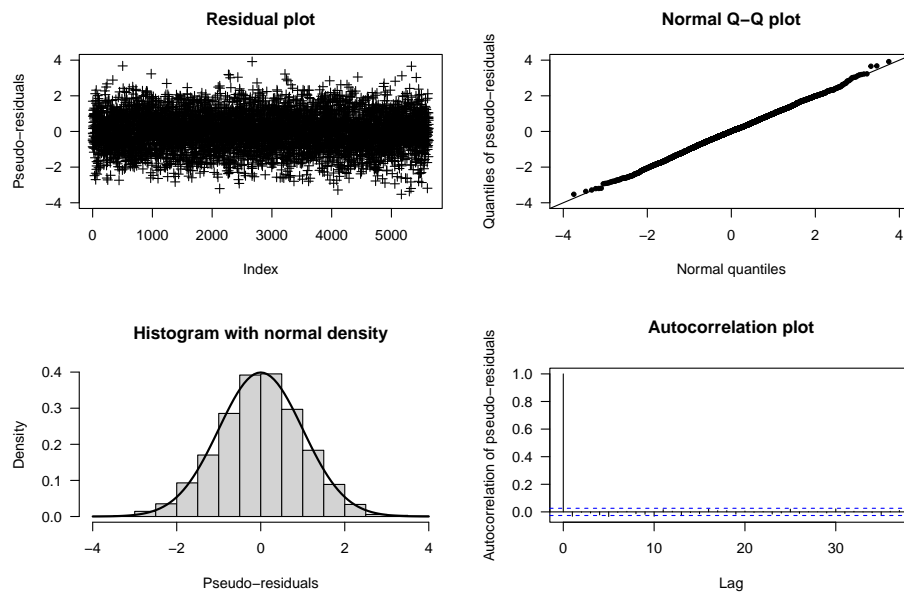 Residual plot
Pseudo−residuals
4
2
0
−2
−4
0 1000 2000 3000 4000 5000
Index
Normal Q−Q plot
Quantiles of pseudo−residuals
4
2
0
−2
−4
−4 −2 0 2 4
Normal quantiles
Histogram with normal density
Density
0.4
0.3
0.2
0.1
0.0
−4 −2 0 2 4
Pseudo−residuals
Autocorrelation plot
Autocorrelation of pseudo−residuals
1.0
0.8
0.6
0.4
0.2
0.0
0 10 20 30
Lag